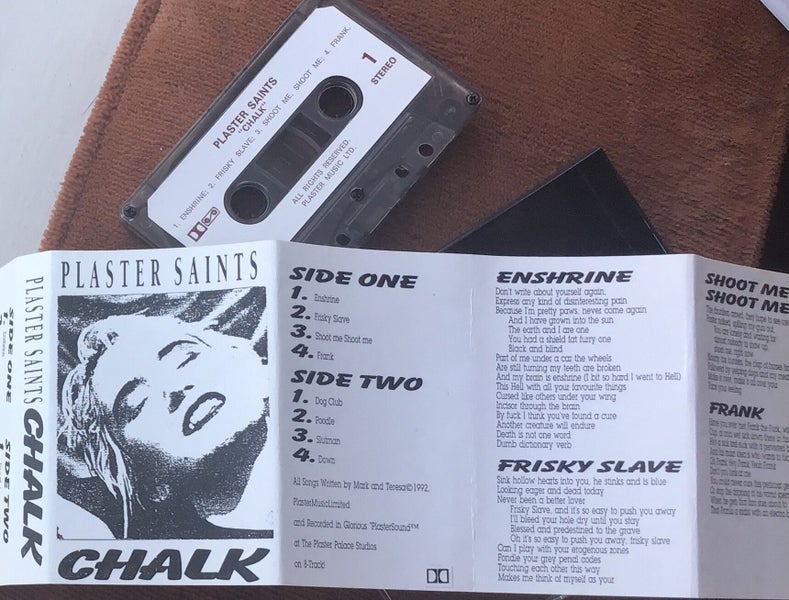 PLASTER SAINTS
"CHALK"
1. ENSHRINE; 2. FRISKY SLAVE; 3. SHOOT ME, SHOOT ME; 4. FRANK.
1
STEREO
ALL RIGHTS RESERVED.
PLASTER MUSIC LTD.
SIDE ONE
SIDE TWO
PLASTER SAINTS CHALK
PLASTER SAINTS
CHALK
SIDE ONE
1. Enshrine
2. Frisky Slave
3. Shoot me Shoot me
4. Frank
SIDE TWO
1. Dog Club
2. Poodle
3. Slutman
4. Down
All Songs Written by Mark and Teresa©1992,
PlasterMusicLimited
and Recorded in Glorious "PlasterSound™
at The Plaster Palace Studios
on 8-Track!
ENSHRINE
Don't write about yourself again,
Express any kind of disinteresting pain
Because I'm pretty paws, never come again
And I have grown into the sun
The earth and I are one
You had a shield fat furry one
Black and blind
Part of me under a car the wheels
Are still turning my teeth are broken
And my brain is enshrine (I bit so hard I went to Hell)
This Hell with all your favourite things
Cursed like others under your wing
Incisor through the brain
By fuck I think you've found a cure
Another creature will endure
Death is not one word
Dumb dictionary verb
FRISKY SLAVE
Sink hollow hearts into you, he stinks and is blue
Looking eager and dead today
Never been a better lover
Frisky Slave, and it's so easy to push you away
I'll bleed your hole dry until you stay
Blessed and predestined to the grave
Oh it's so easy to push you away, frisky slave
Can I play with your erogenous zones
Fondle your grey penal codes
Touching each other this way
Makes me think of myself as your
SHOOT ME
SHOOT ME
FRANK